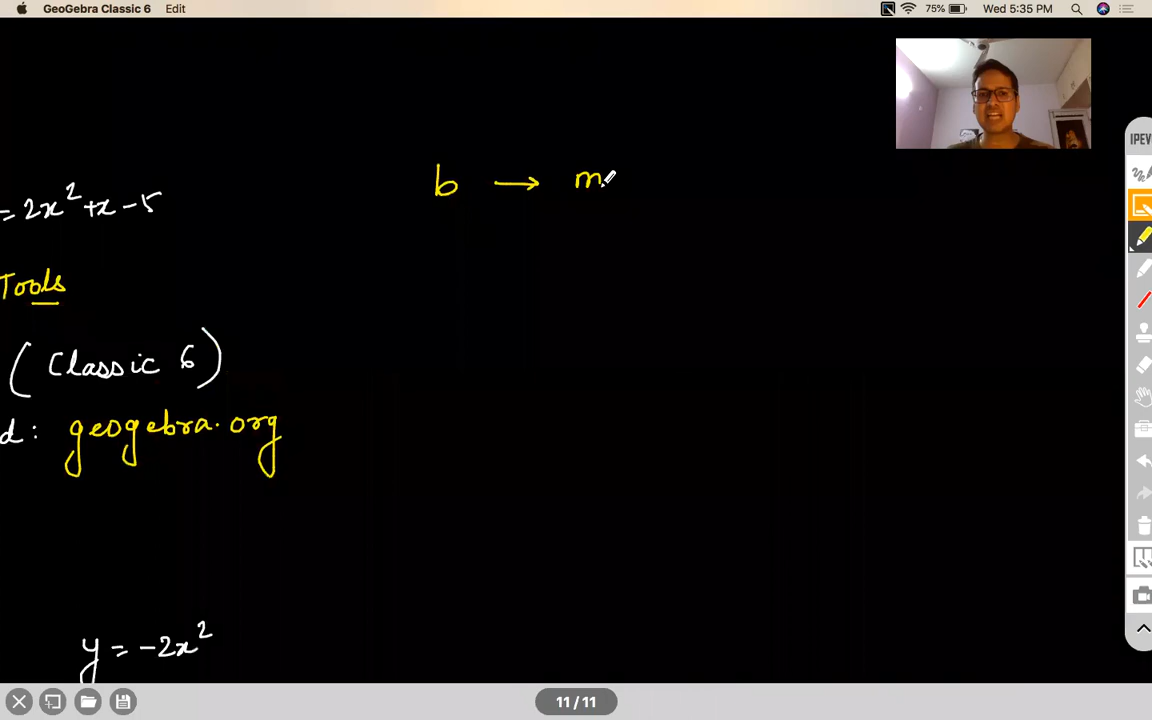 GeoGebra Classic 6 Edit 75% Wed 5:35 PM
IPEV
b → m
= 2x² + x - 5
Tools
(Classic 6)
d: geogebra.org
y = -2x²
11 / 11